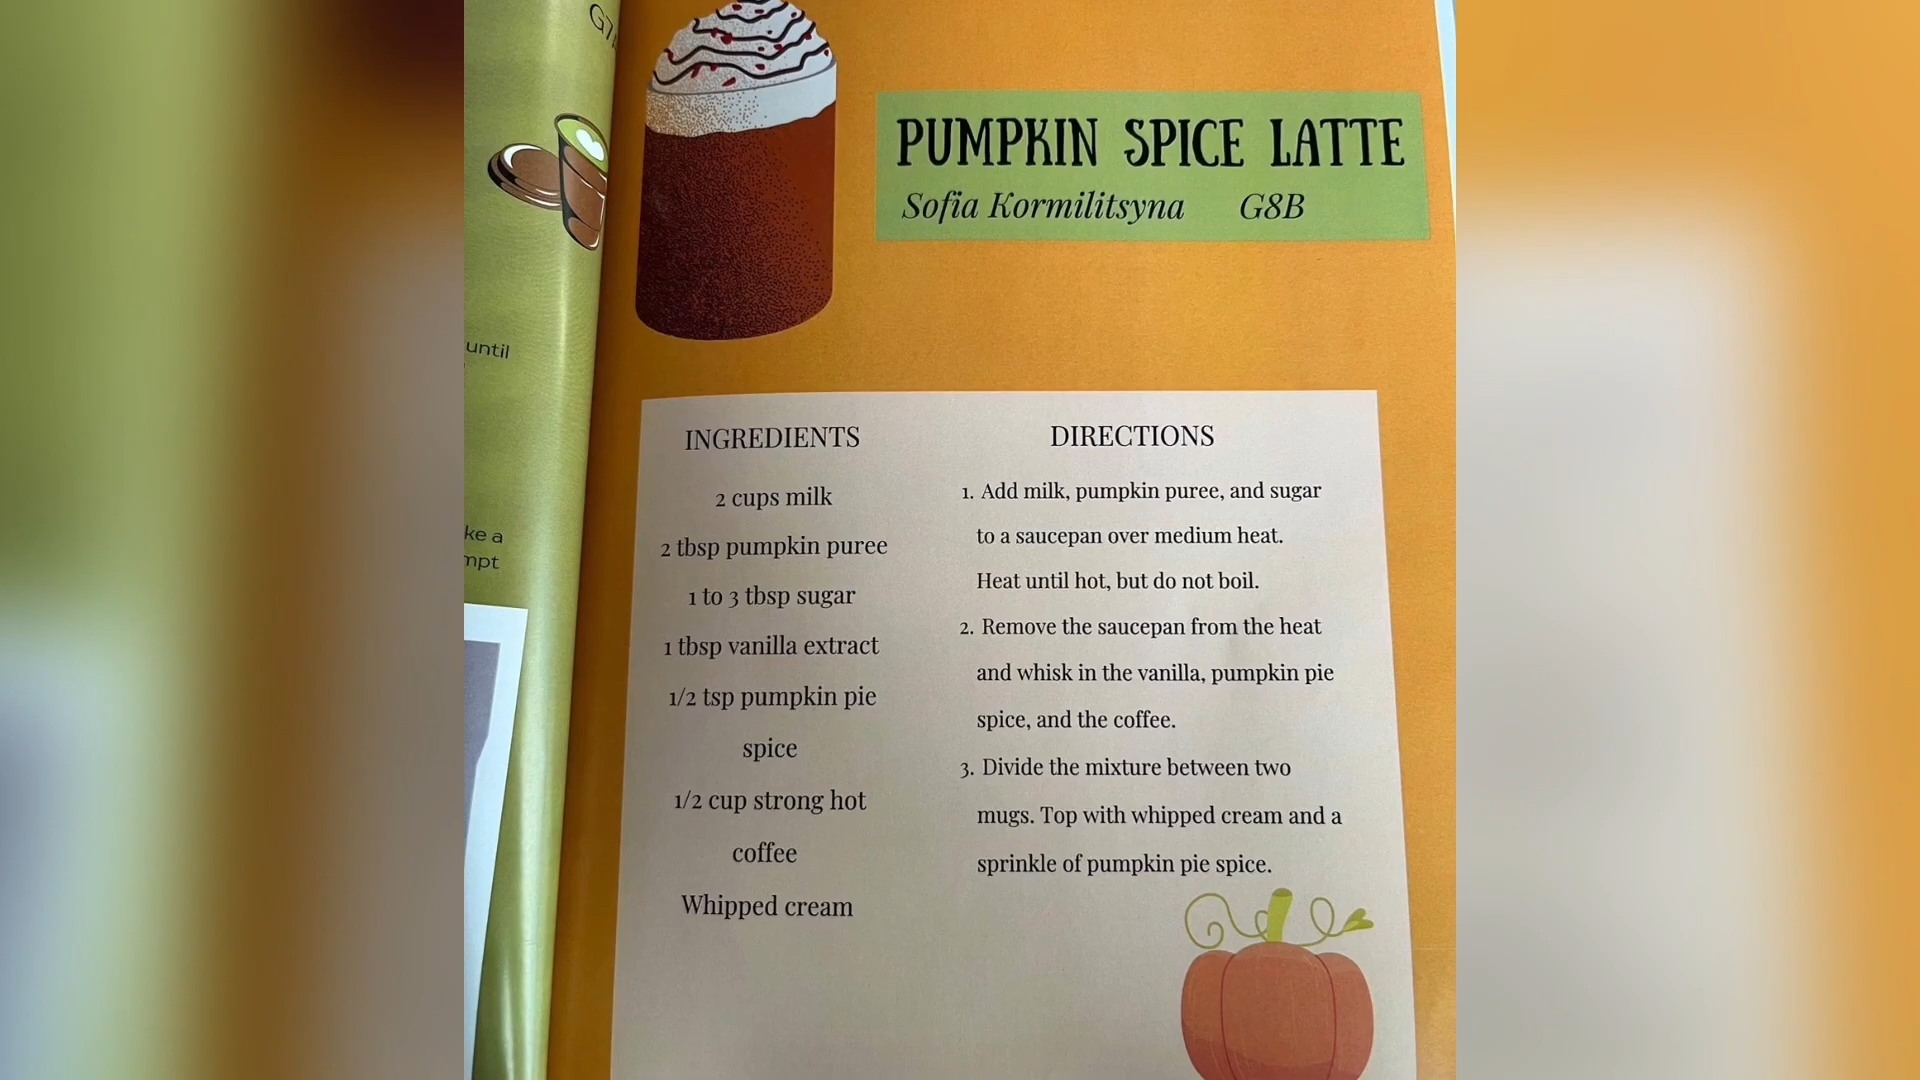 G7
until
ke a
mpt
PUMPKIN SPICE LATTE
Sofia Kormilitsyna G8B
INGREDIENTS
2 cups milk
2 tbsp pumpkin puree
1 to 3 tbsp sugar
1 tbsp vanilla extract
1/2 tsp pumpkin pie
spice
1/2 cup strong hot
coffee
Whipped cream
DIRECTIONS
1. Add milk, pumpkin puree, and sugar
to a saucepan over medium heat.
Heat until hot, but do not boil.
2. Remove the saucepan from the heat
and whisk in the vanilla, pumpkin pie
spice, and the coffee.
3. Divide the mixture between two
mugs. Top with whipped cream and a
sprinkle of pumpkin pie spice.